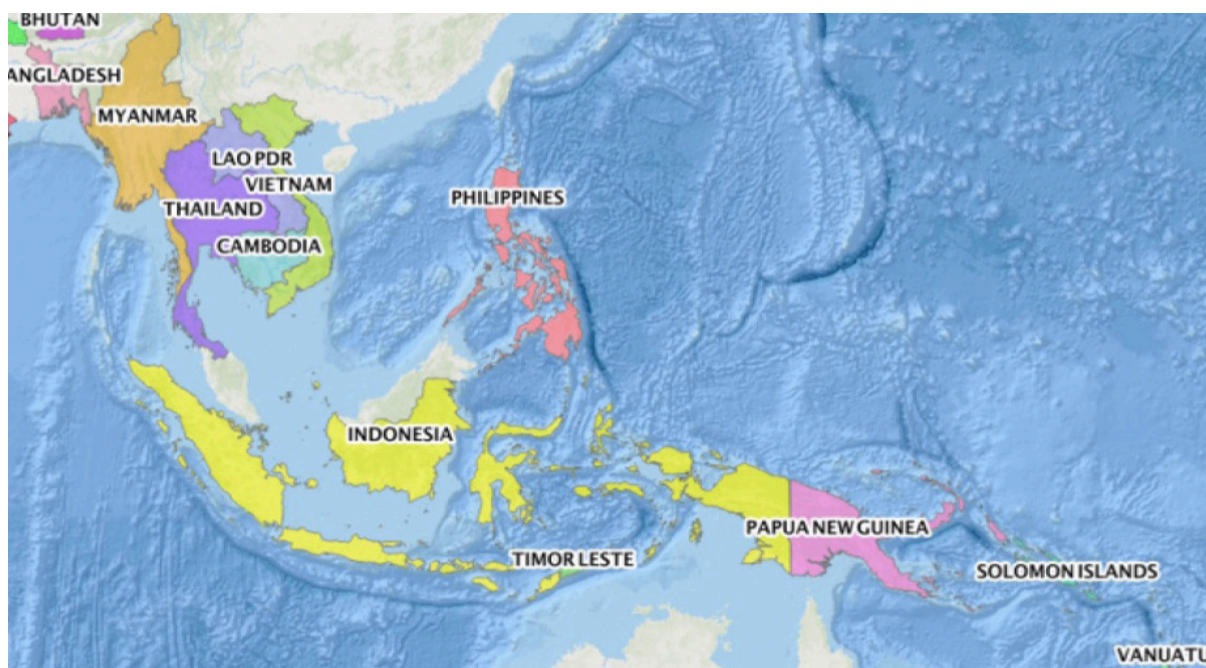 BHUTAN
ANGLADESH
MYANMAR
LAO PDR
VIETNAM
THAILAND
PHILIPPINES
CAMBODIA
INDONESIA
PAPUA NEW GUINEA
TIMOR LESTE
SOLOMON ISLANDS
VANUATU